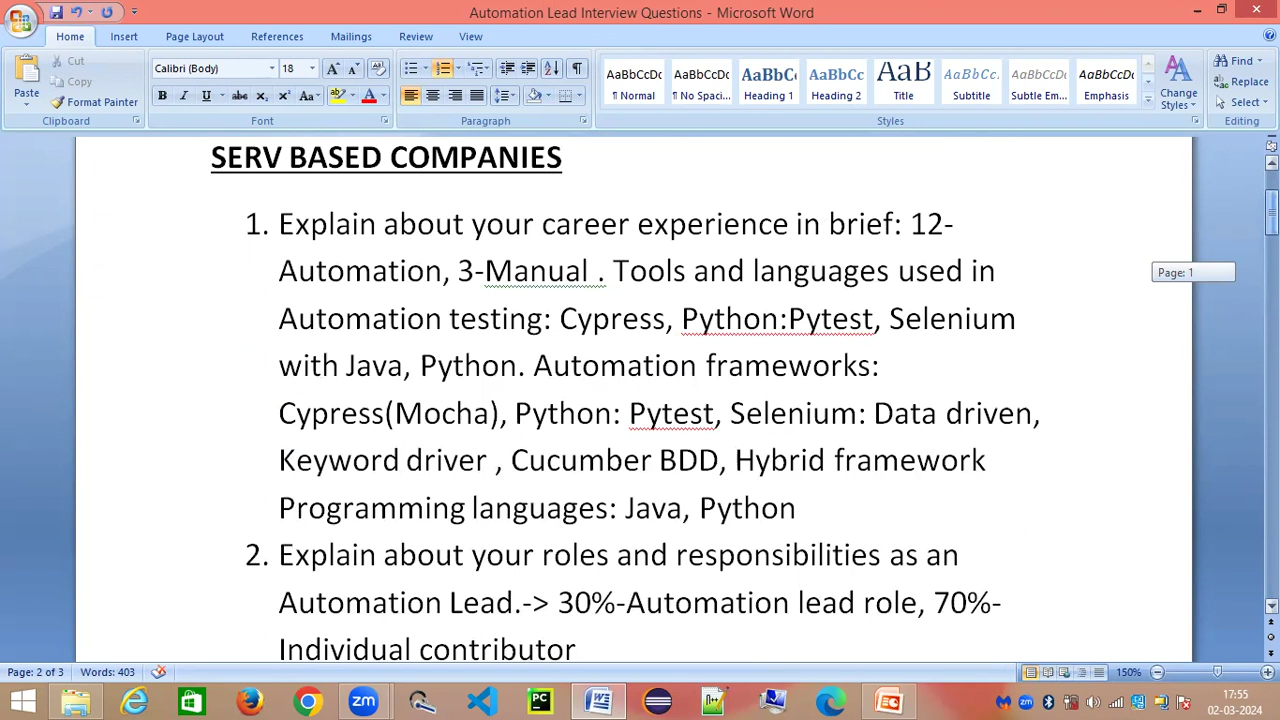 Automation Lead Interview Questions - Microsoft Word
Home Insert Page Layout References Mailings Review View
Paste
Cut
Copy
Format Painter
Clipboard
Calibri (Body) 18
Font
Paragraph
AaBbCcDc AaBbCcDc AaBbCc AaBbCc AaB AaBbCcL AaBbCcDc AaBbCcDc
¶ Normal ¶ No Spaci... Heading 1 Heading 2 Title Subtitle Subtle Em... Emphasis
Styles
Change
Styles
Find
Replace
Select
Editing
SERV BASED COMPANIES
1. Explain about your career experience in brief: 12-
Automation, 3-Manual . Tools and languages used in
Automation testing: Cypress, Python:Pytest, Selenium
with Java, Python. Automation frameworks:
Cypress(Mocha), Python: Pytest, Selenium: Data driven,
Keyword driver , Cucumber BDD, Hybrid framework
Programming languages: Java, Python
2. Explain about your roles and responsibilities as an
Automation Lead.-> 30%-Automation lead role, 70%-
Individual contributor
Page: 1
Page: 2 of 3 Words: 403
150%
17:55
02-03-2024